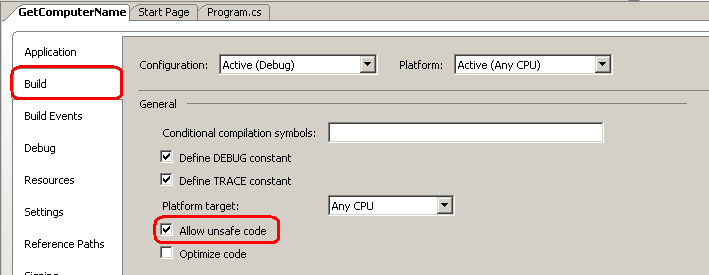 GetComputerName Start Page Program.cs
Application
Build
Build Events
Debug
Resources
Settings
Reference Paths
Signing
Configuration: Active (Debug) Platform: Active (Any CPU)
General
Conditional compilation symbols:
Define DEBUG constant
Define TRACE constant
Platform target: Any CPU
Allow unsafe code
Optimize code